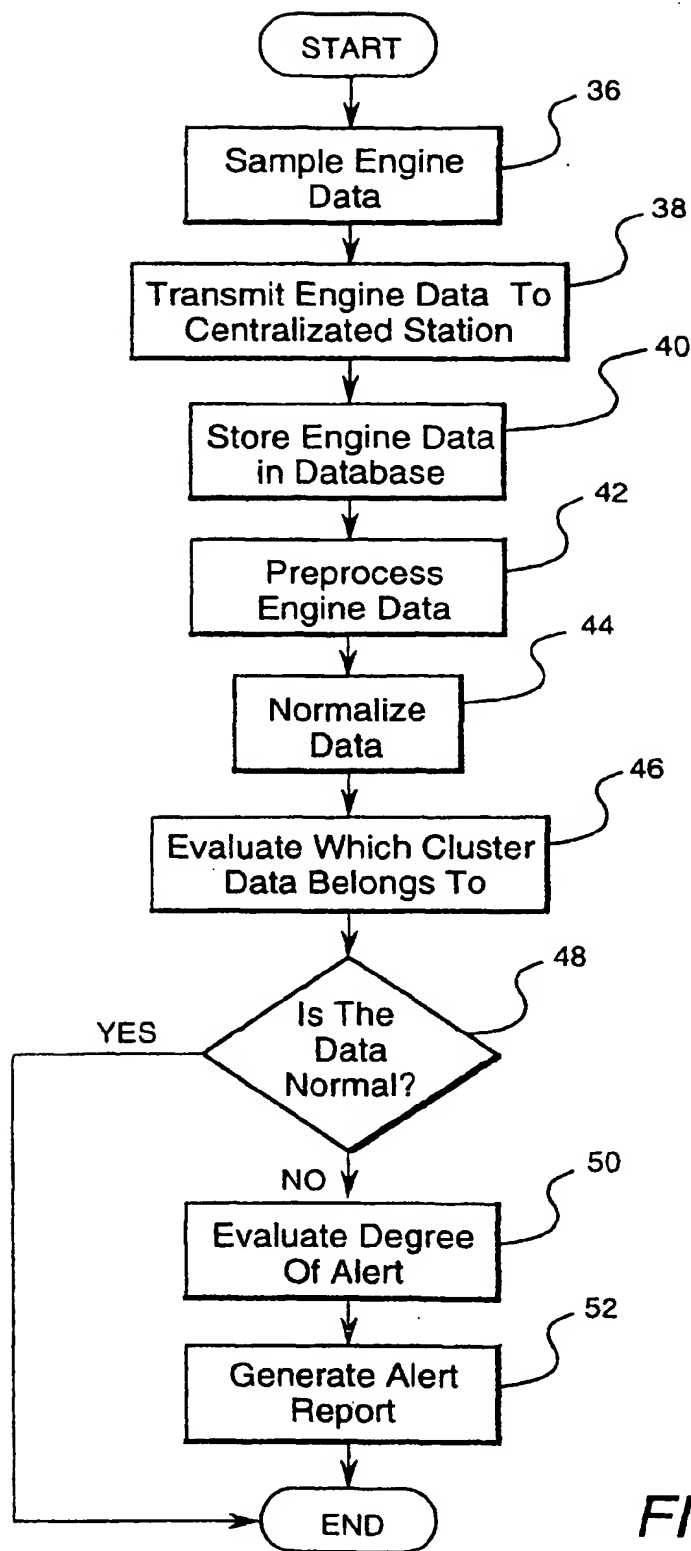 START
36
Sample Engine
Data
38
Transmit Engine Data To
Centralizated Station
40
Store Engine Data
in Database
42
Preprocess
Engine Data
44
Normalize
Data
46
Evaluate Which Cluster
Data Belongs To
48
Is The
Data
Normal?
YES
NO
50
Evaluate Degree
Of Alert
52
Generate Alert
Report
END